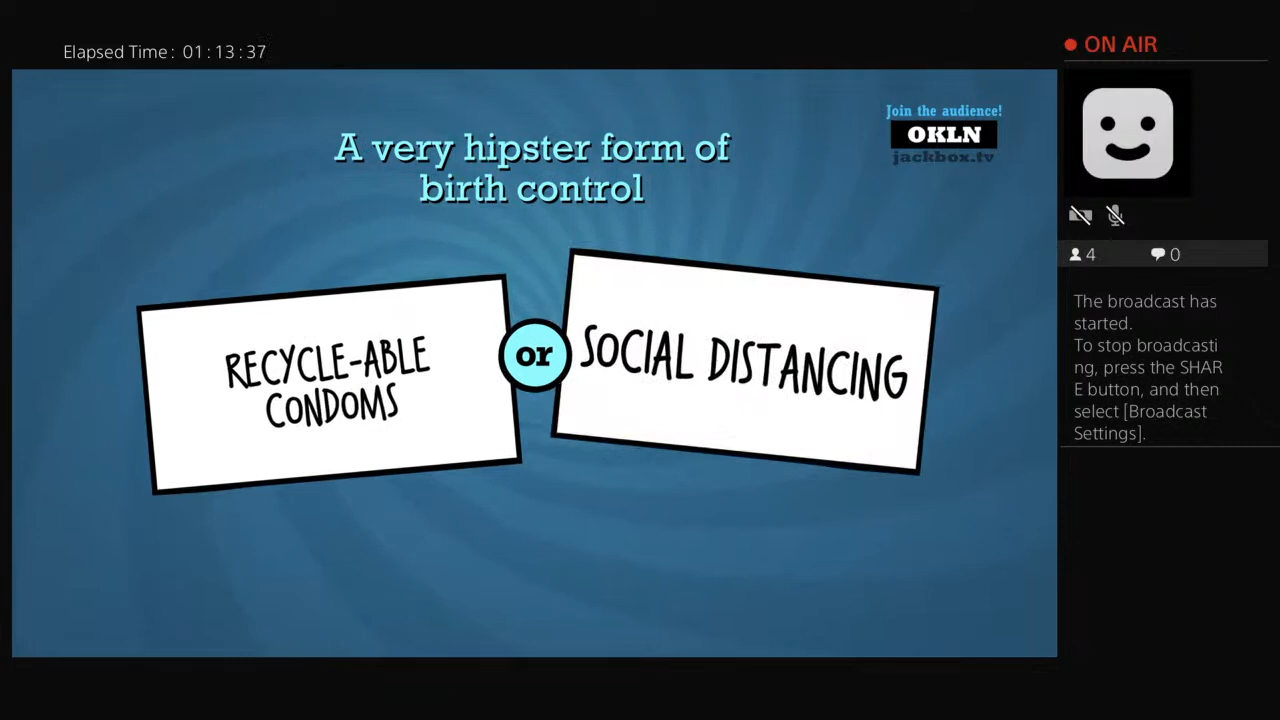 Elapsed Time: 01:13:37
ON AIR
Join the audience!
OKLN
jackbox.tv
A very hipster form of
birth control
RECYCLE-ABLE
CONDOMS
or
SOCIAL DISTANCING
4
0
The broadcast has
started.
To stop broadcasti
ng, press the SHAR
E button, and then
select [Broadcast
Settings].